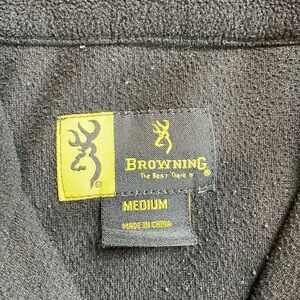 BROWNING
The Best There is
®
MEDIUM
MADE IN CHINA